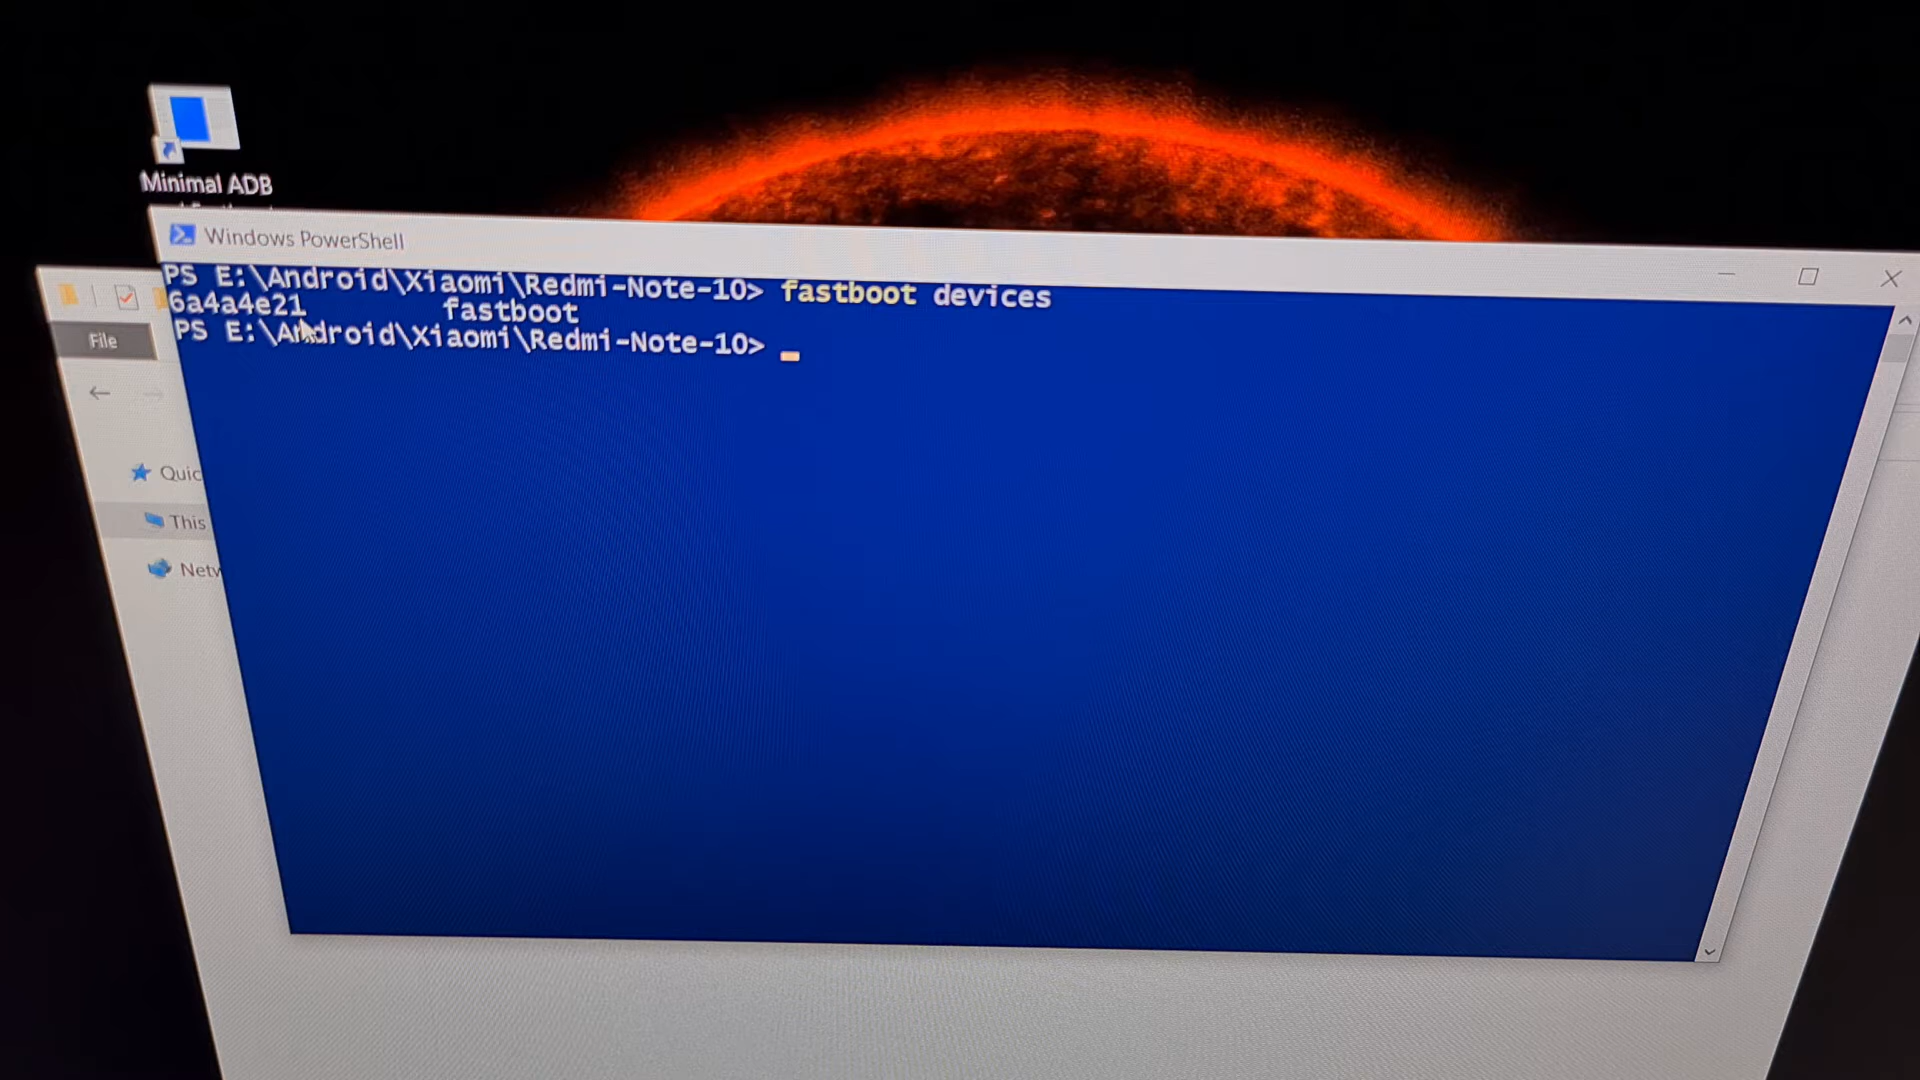 Minimal ADB
Windows PowerShell
PS E:\Android\Xiaomi\Redmi-Note-10> fastboot devices
6a4a4e21 fastboot
PS E:\Android\Xiaomi\Redmi-Note-10>
File
Quic
This
Netw